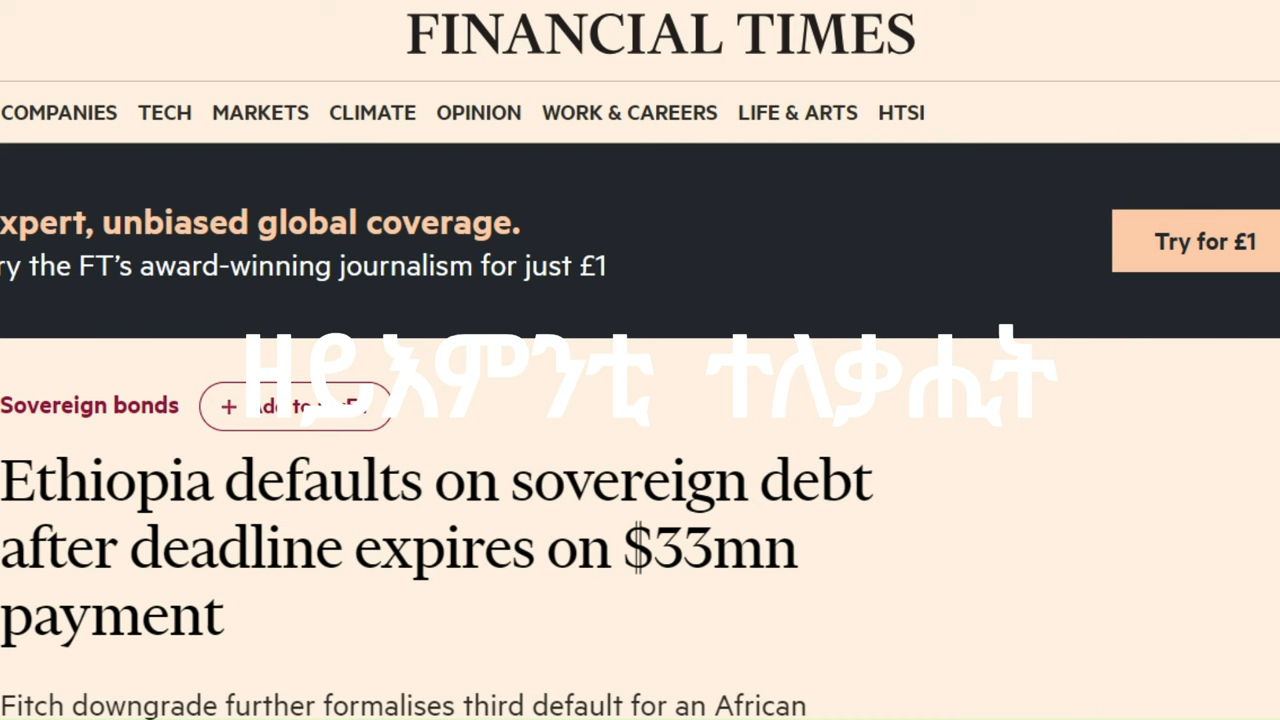 FINANCIAL TIMES
COMPANIES TECH MARKETS CLIMATE OPINION WORK & CAREERS LIFE & ARTS HTSI
xpert, unbiased global coverage.
ry the FT’s award-winning journalism for just £1
Try for £1
ዘይእምንቲ ተለቃሒት
Sovereign bonds
Ethiopia defaults on sovereign debt
after deadline expires on $33mn
payment
Fitch downgrade further formalises third default for an African